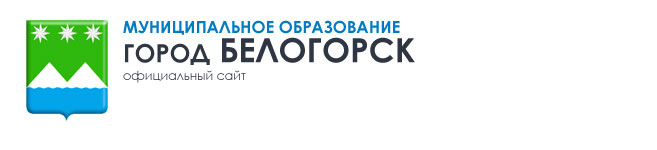 МУНИЦИПАЛЬНОЕ ОБРАЗОВАНИЕ
ГОРОД БЕЛОГОРСК
официальный сайт